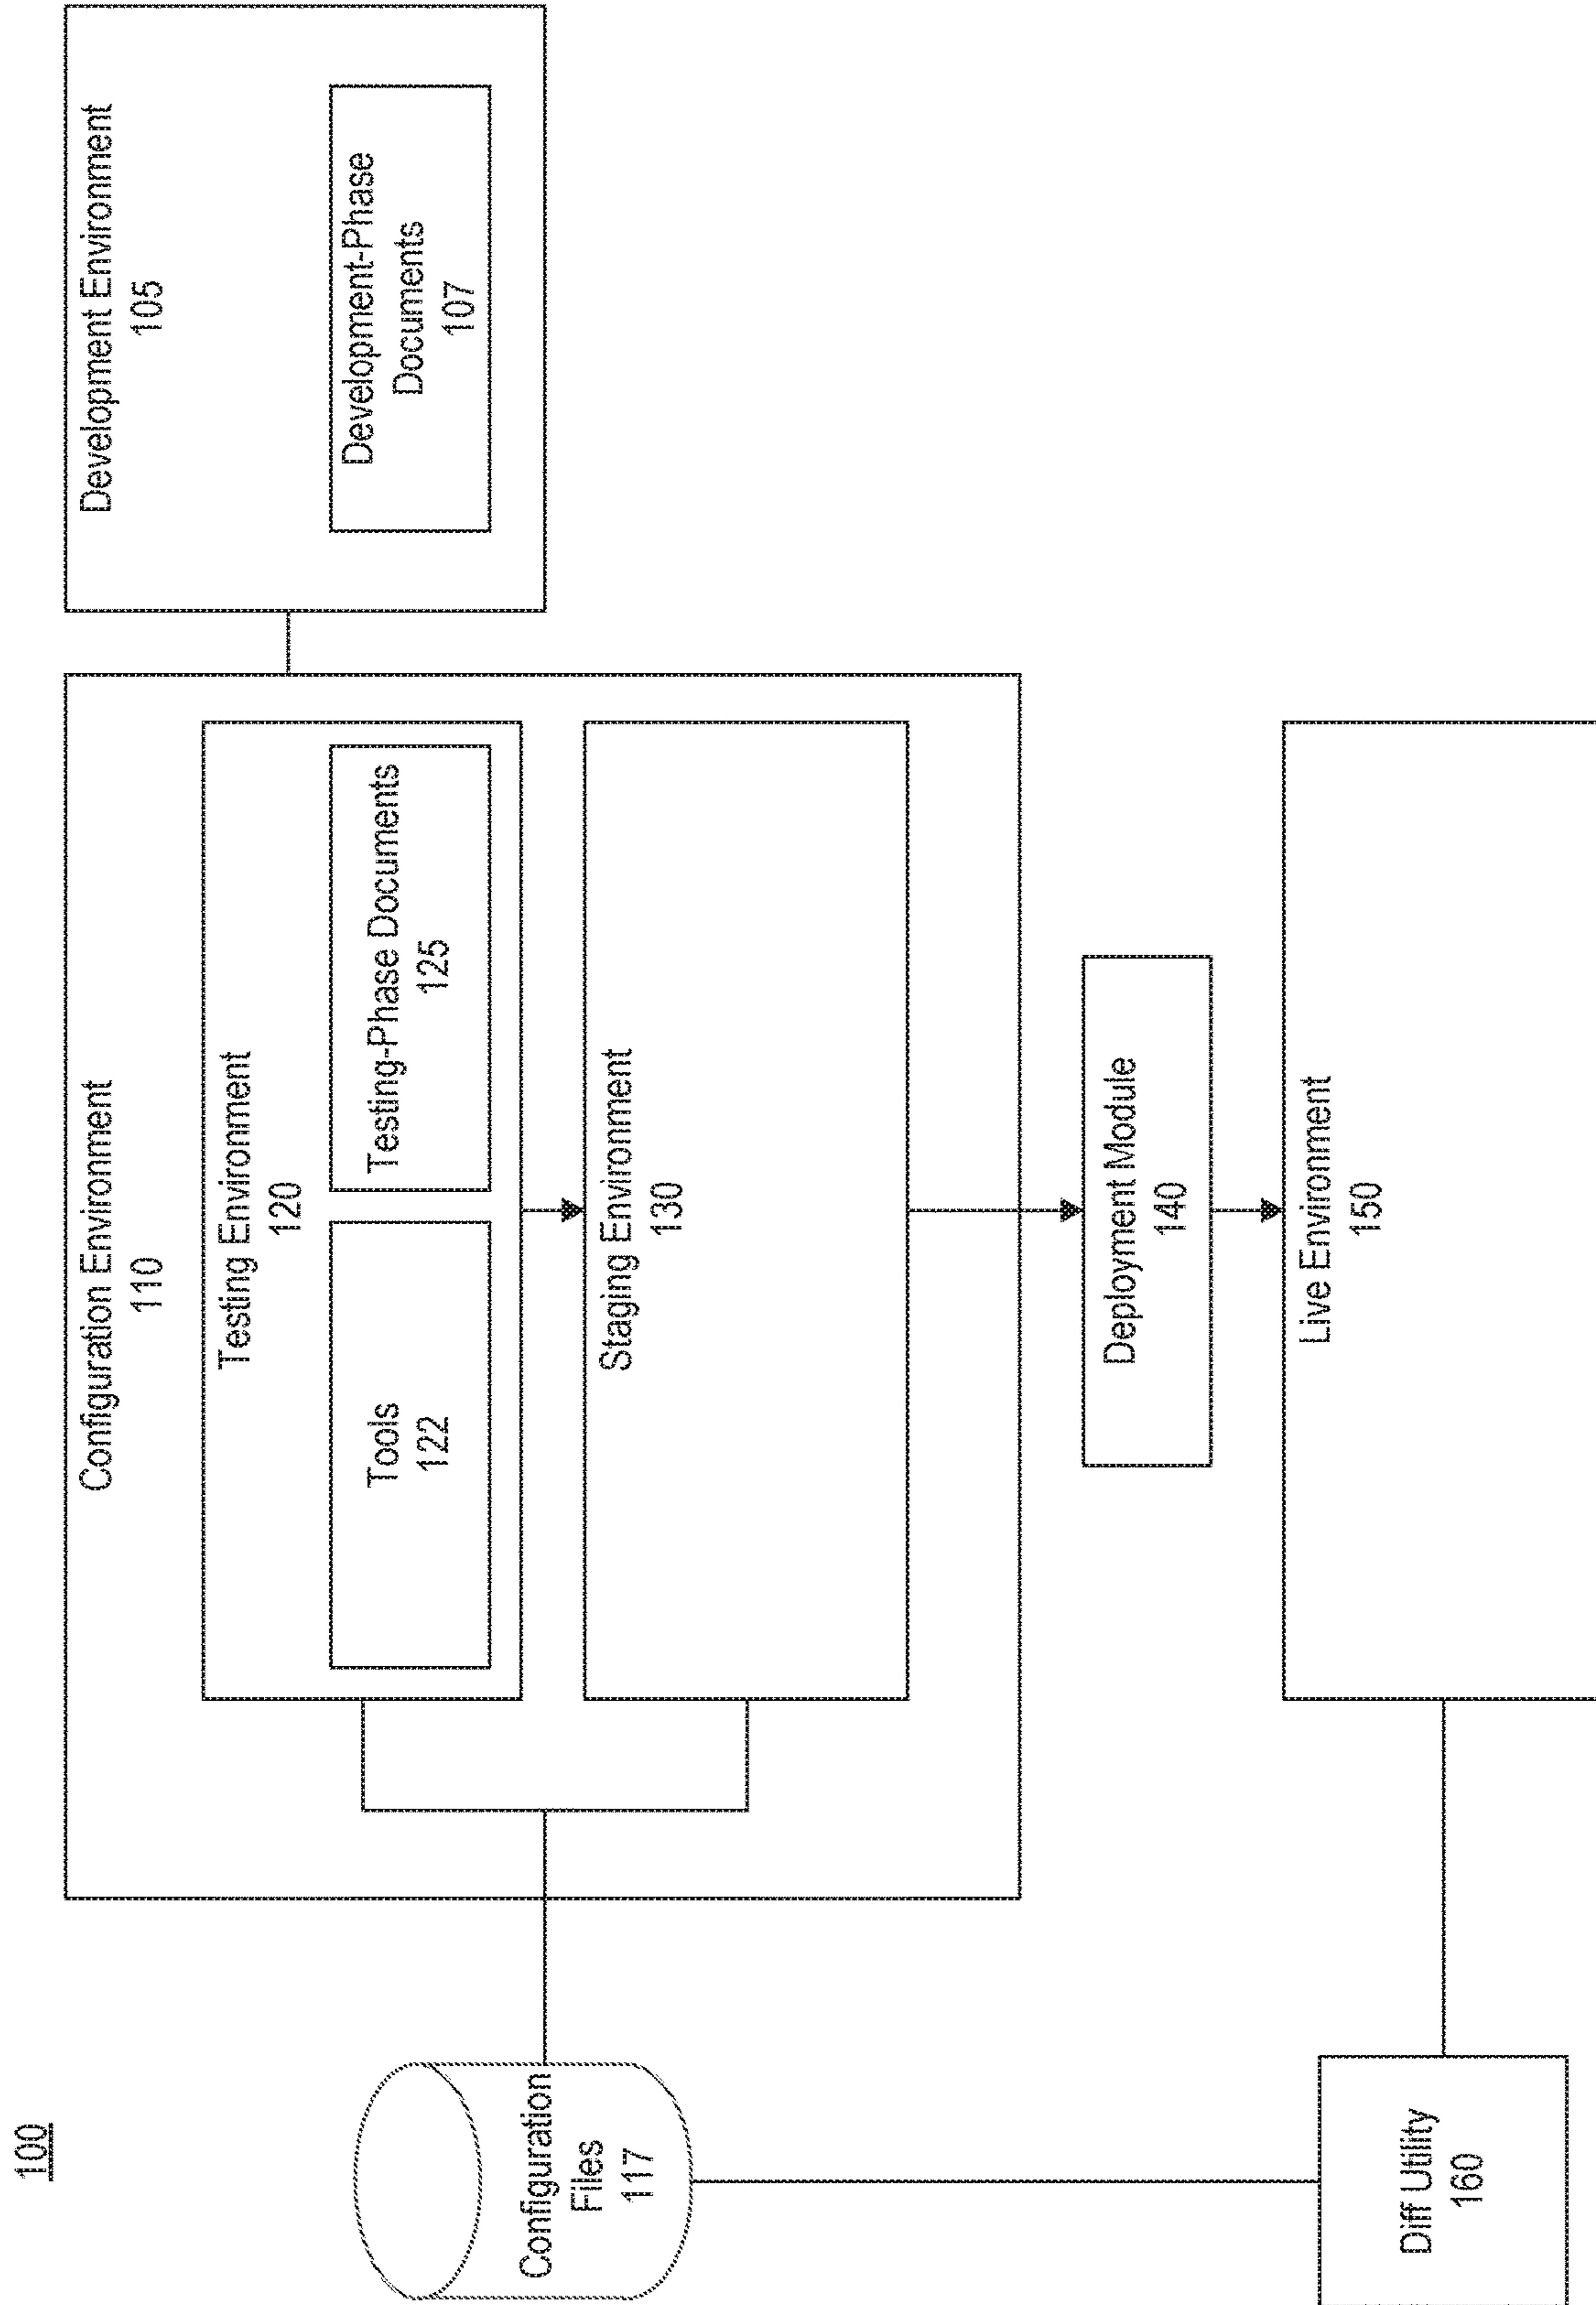 100
Configuration Environment
110
Development Environment
105
Testing Environment
120
Tools
122
Testing-Phase Documents
125
Development-Phase
Documents
107
Configuration
Files
117
Staging Environment
130
Deployment Module
140
Diff Utility
160
Live Environment
150